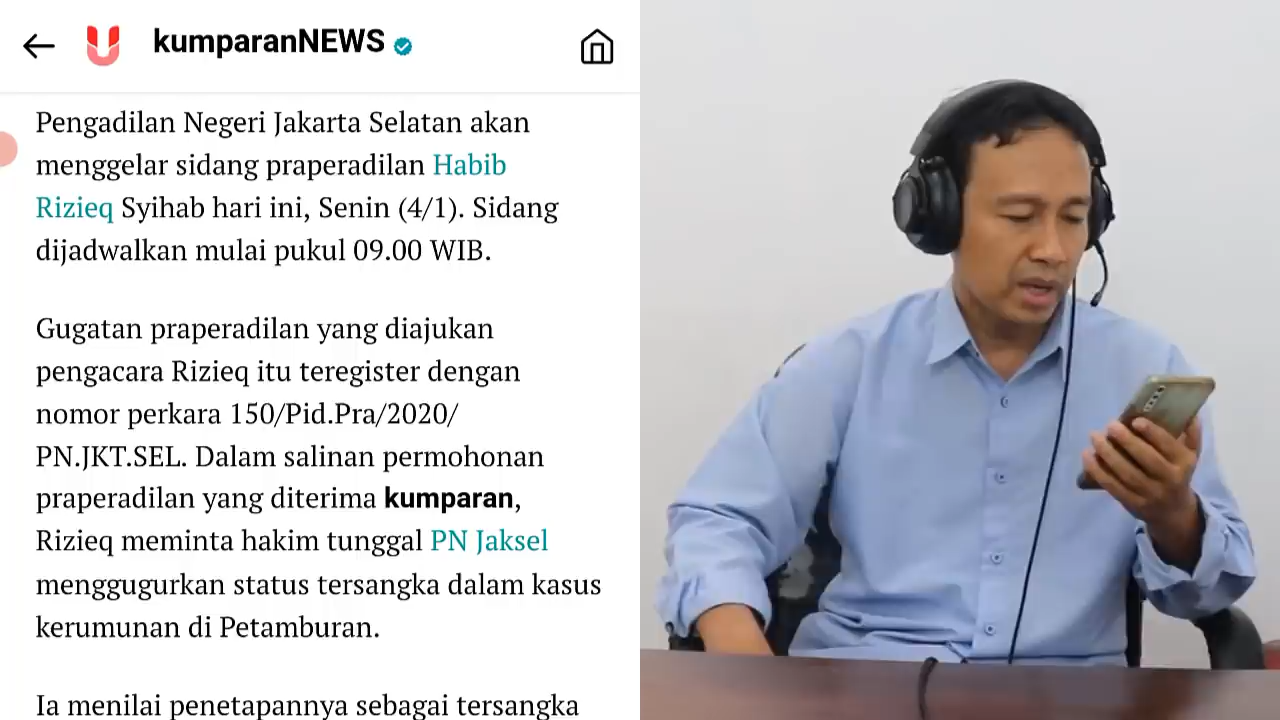 kumparanNEWS
Pengadilan Negeri Jakarta Selatan akan
menggelar sidang praperadilan Habib
Rizieq Syihab hari ini, Senin (4/1). Sidang
dijadwalkan mulai pukul 09.00 WIB.
Gugatan praperadilan yang diajukan
pengacara Rizieq itu teregister dengan
nomor perkara 150/Pid.Pra/2020/
PN.JKT.SEL. Dalam salinan permohonan
praperadilan yang diterima kumparan,
Rizieq meminta hakim tunggal PN Jaksel
menggugurkan status tersangka dalam kasus
kerumunan di Petamburan.
Ia menilai penetapannya sebagai tersangka